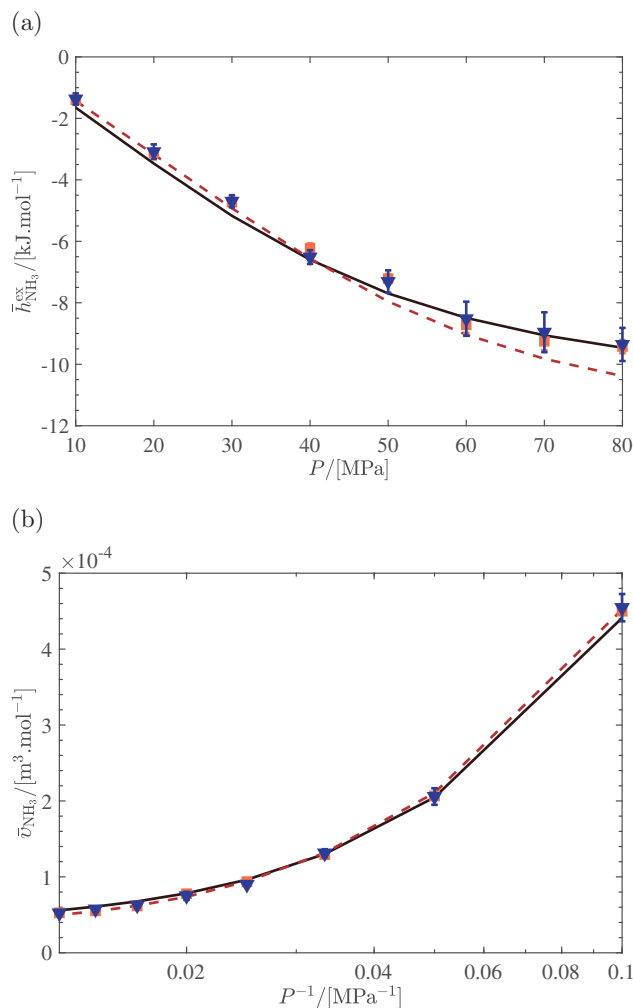 (a)
0
-2
-4
-6
-8
-10
-12
h̄ᵉˣ_NH₃/[kJ.mol⁻¹]
10 20 30 40 50 60 70 80
P/[MPa]
(b)
×10⁻⁴
5
4
3
2
1
0
v̄_NH₃/[m³.mol⁻¹]
0.02 0.04 0.06 0.08 0.1
P⁻¹/[MPa⁻¹]